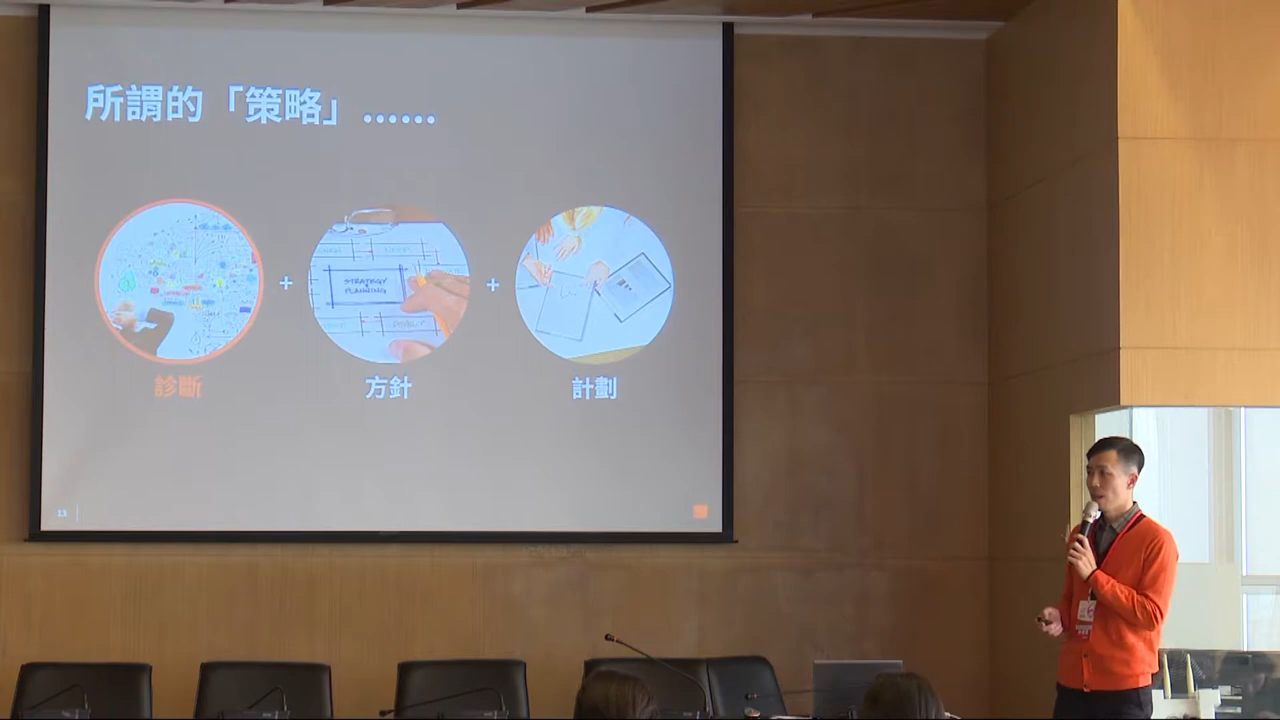 所謂的「策略」......
+
+
STRATEGY
PLANNING
診斷
方針
計劃
13